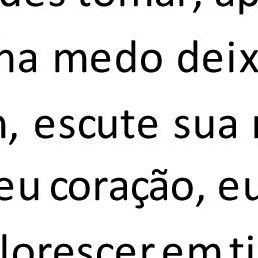 des tomar, ap
ha medo deix
n, escute sua
eu coração, eu
lorescer em ti